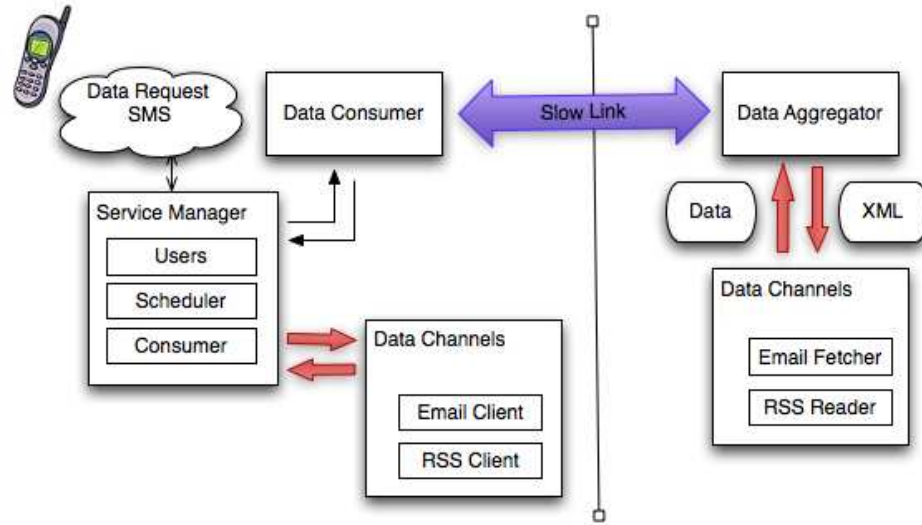 Data Request
SMS
Data Consumer
Slow Link
Data Aggregator
Service Manager
Users
Scheduler
Consumer
Data
XML
Data Channels
Email Client
RSS Client
Data Channels
Email Fetcher
RSS Reader